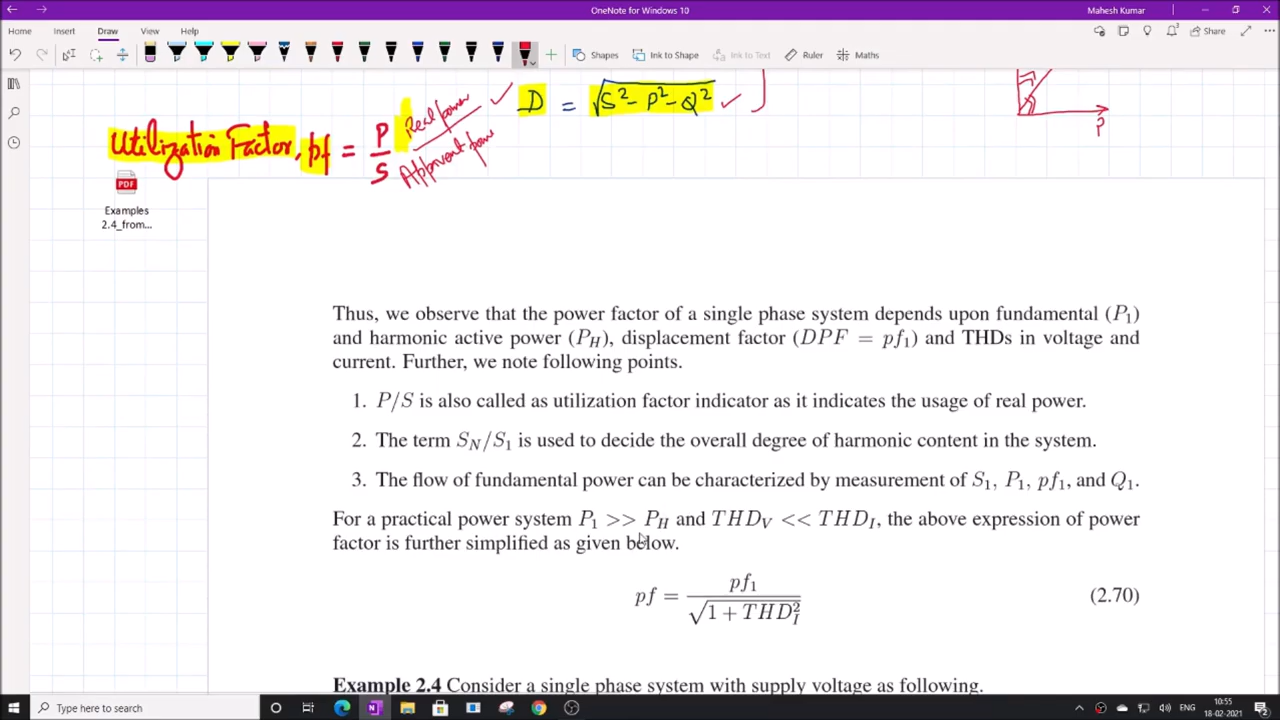 OneNote for Windows 10
Mahesh Kumar
Home Insert Draw View Help
Shapes Ink to Shape Ink to Text Ruler Maths
Share
D = √S² - P² - Q²
Utilization Factor, pf = P/S Real power
Apparent power
P
PDF
Examples
2.4_from...
Thus, we observe that the power factor of a single phase system depends upon fundamental (P₁)
and harmonic active power (P_H), displacement factor (DPF = pf₁) and THDs in voltage and
current. Further, we note following points.
1. P/S is also called as utilization factor indicator as it indicates the usage of real power.
2. The term S_N/S₁ is used to decide the overall degree of harmonic content in the system.
3. The flow of fundamental power can be characterized by measurement of S₁, P₁, pf₁, and Q₁.
For a practical power system P₁ >> P_H and THD_V << THD_I, the above expression of power
factor is further simplified as given below.
pf = pf₁ / √1 + THD_I² (2.70)
Example 2.4 Consider a single phase system with supply voltage as following.
Type here to search
ENG
10:55
18-02-2021